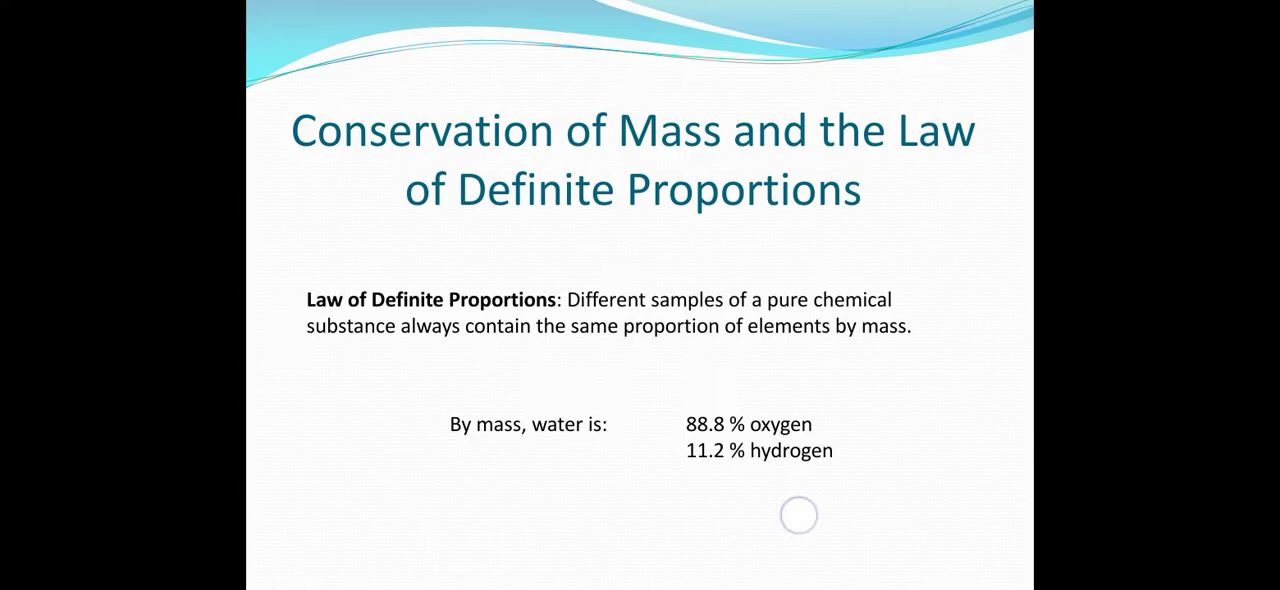 Conservation of Mass and the Law
of Definite Proportions
Law of Definite Proportions: Different samples of a pure chemical
substance always contain the same proportion of elements by mass.
By mass, water is: 88.8 % oxygen
11.2 % hydrogen